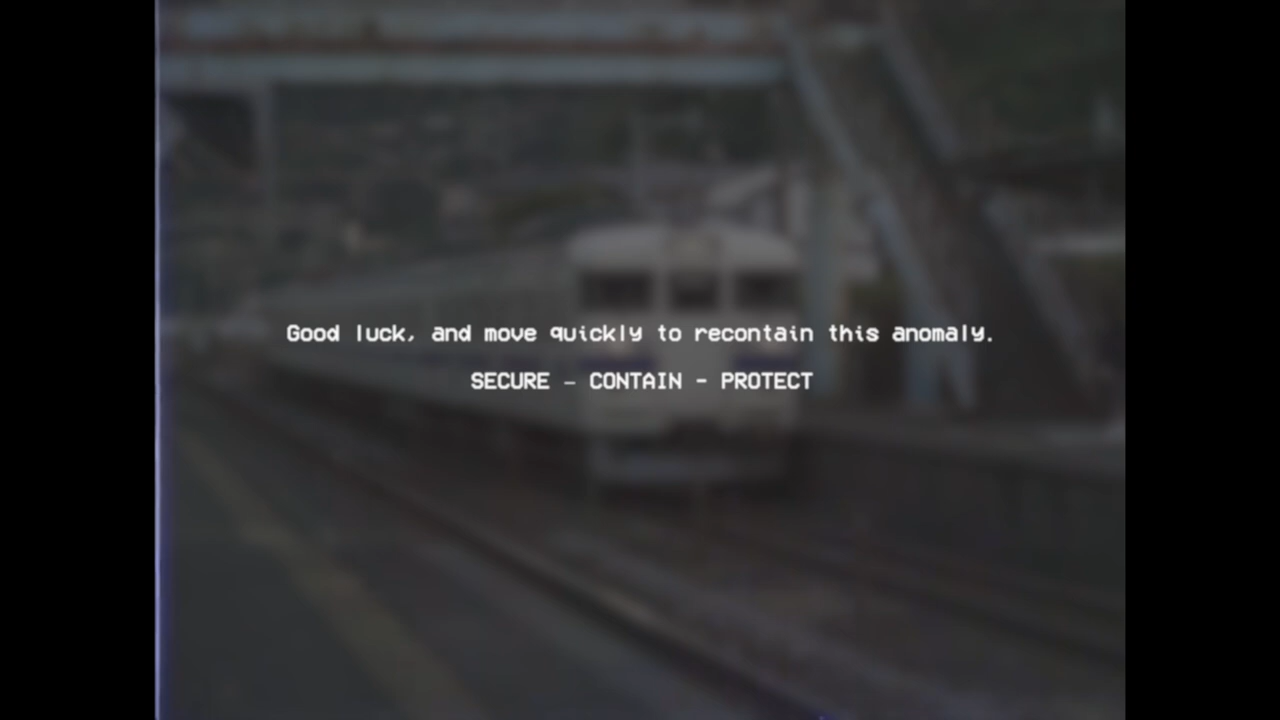 Good luck, and move quickly to recontain this anomaly.
SECURE – CONTAIN - PROTECT